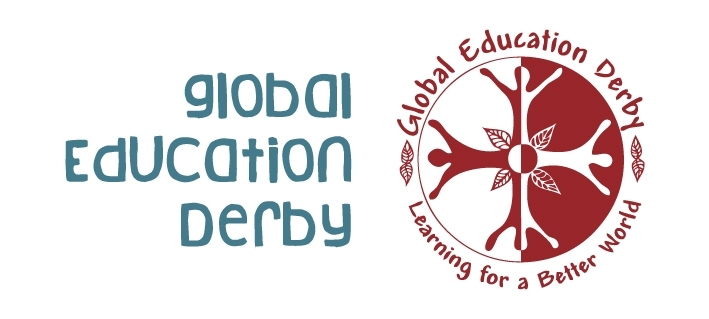 global
Education
Derby
Global Education Derby
Learning for a Better World